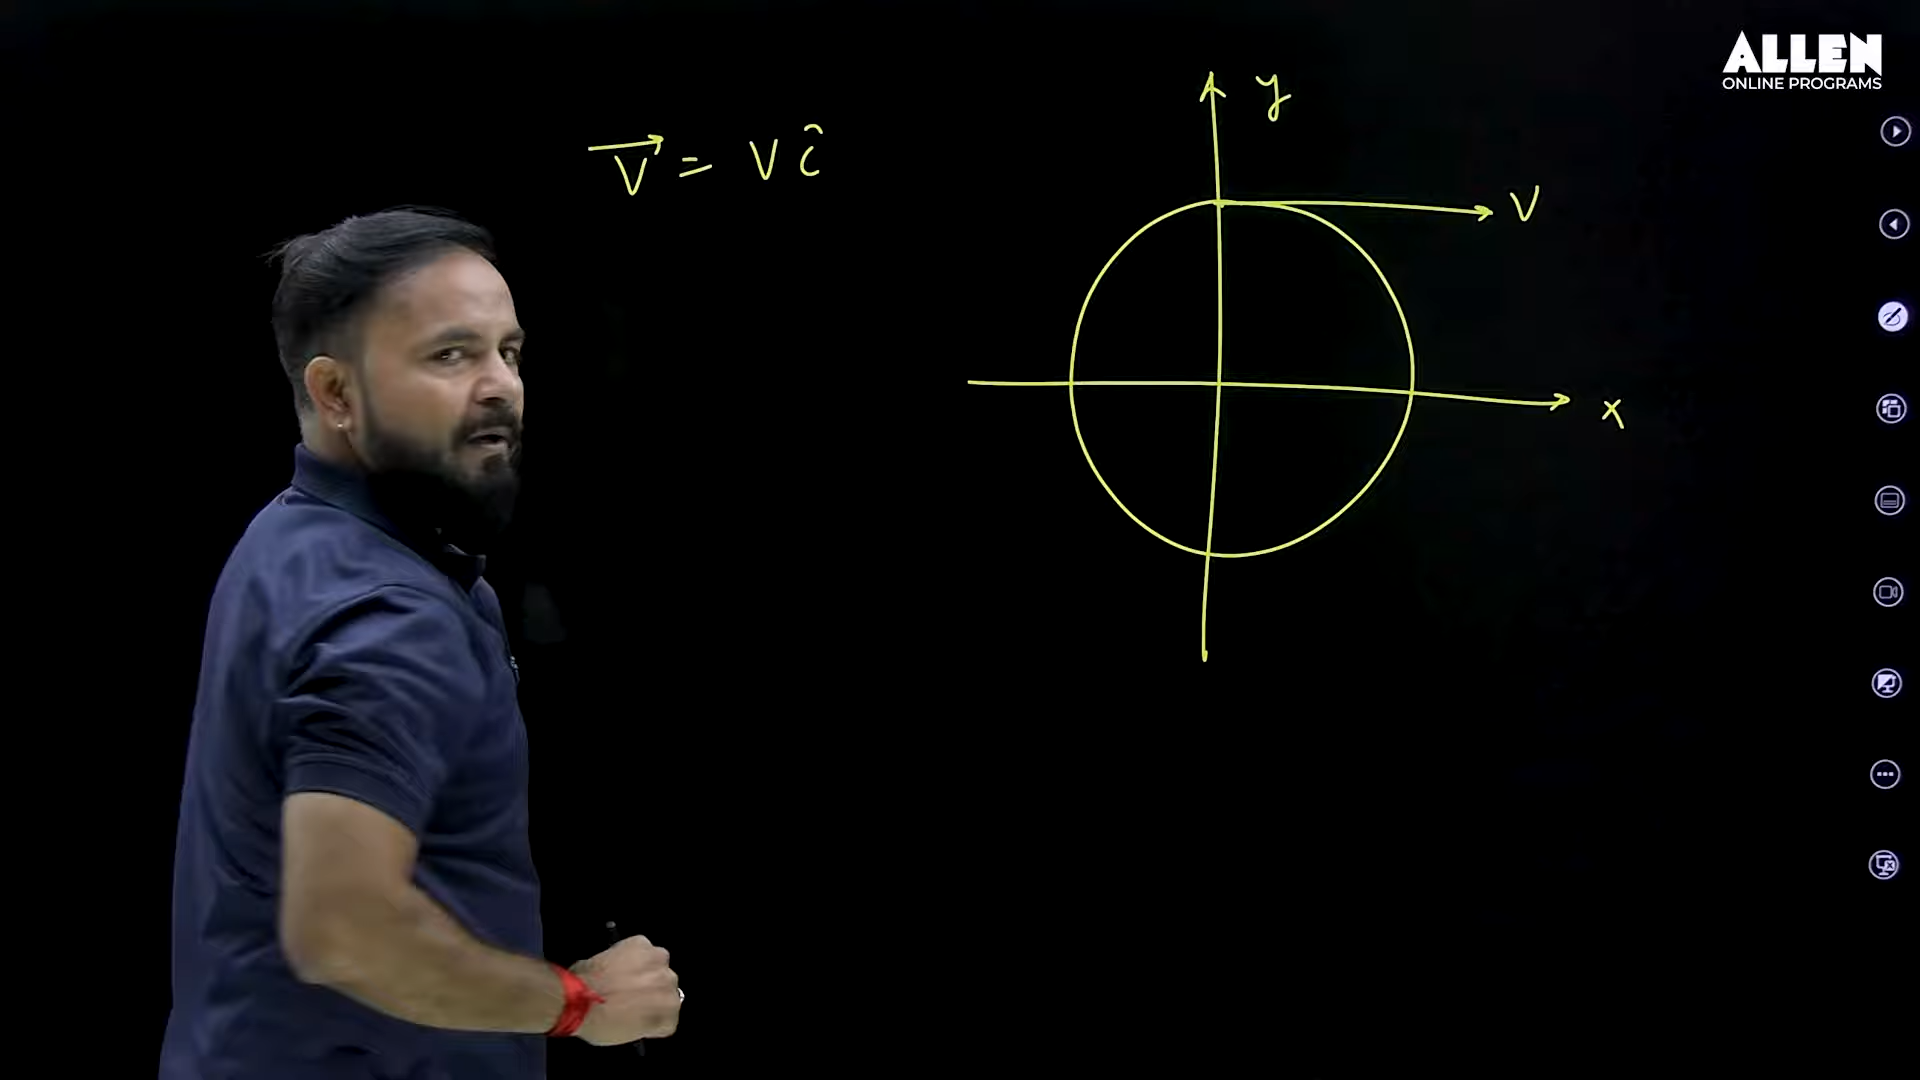 ALLEN
ONLINE PROGRAMS
y
V⃗ = V î
V
x